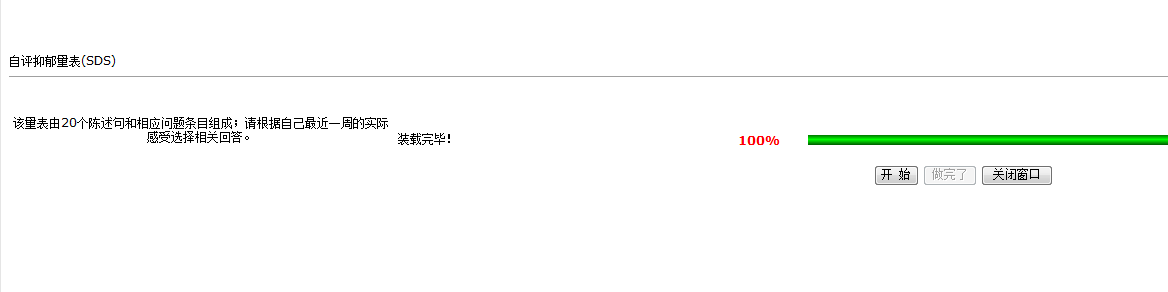 自评抑郁量表(SDS)
该量表由20个陈述句和相应问题条目组成；请根据自己最近一周的实际
感受选择相关回答。
装载完毕！
100%
开 始 做完了 关闭窗口